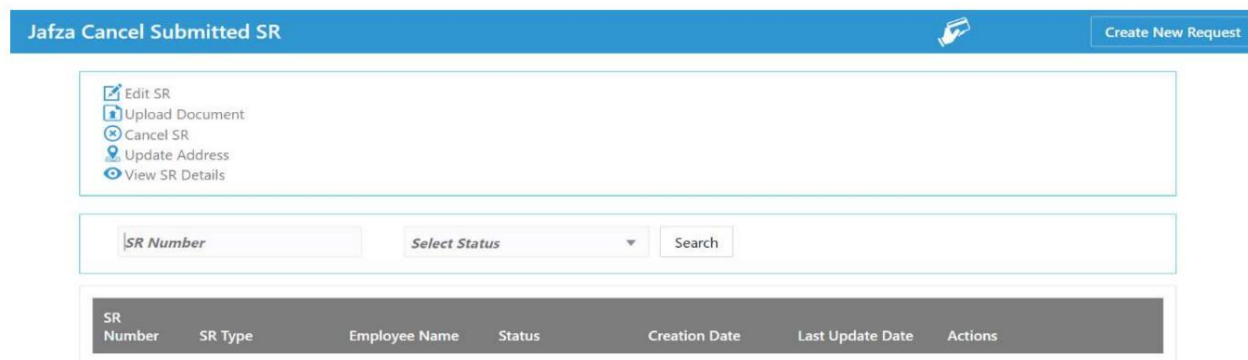 Jafza Cancel Submitted SR Create New Request
Edit SR
Upload Document
Cancel SR
Update Address
View SR Details
SR Number Select Status Search
SR
Number SR Type Employee Name Status Creation Date Last Update Date Actions